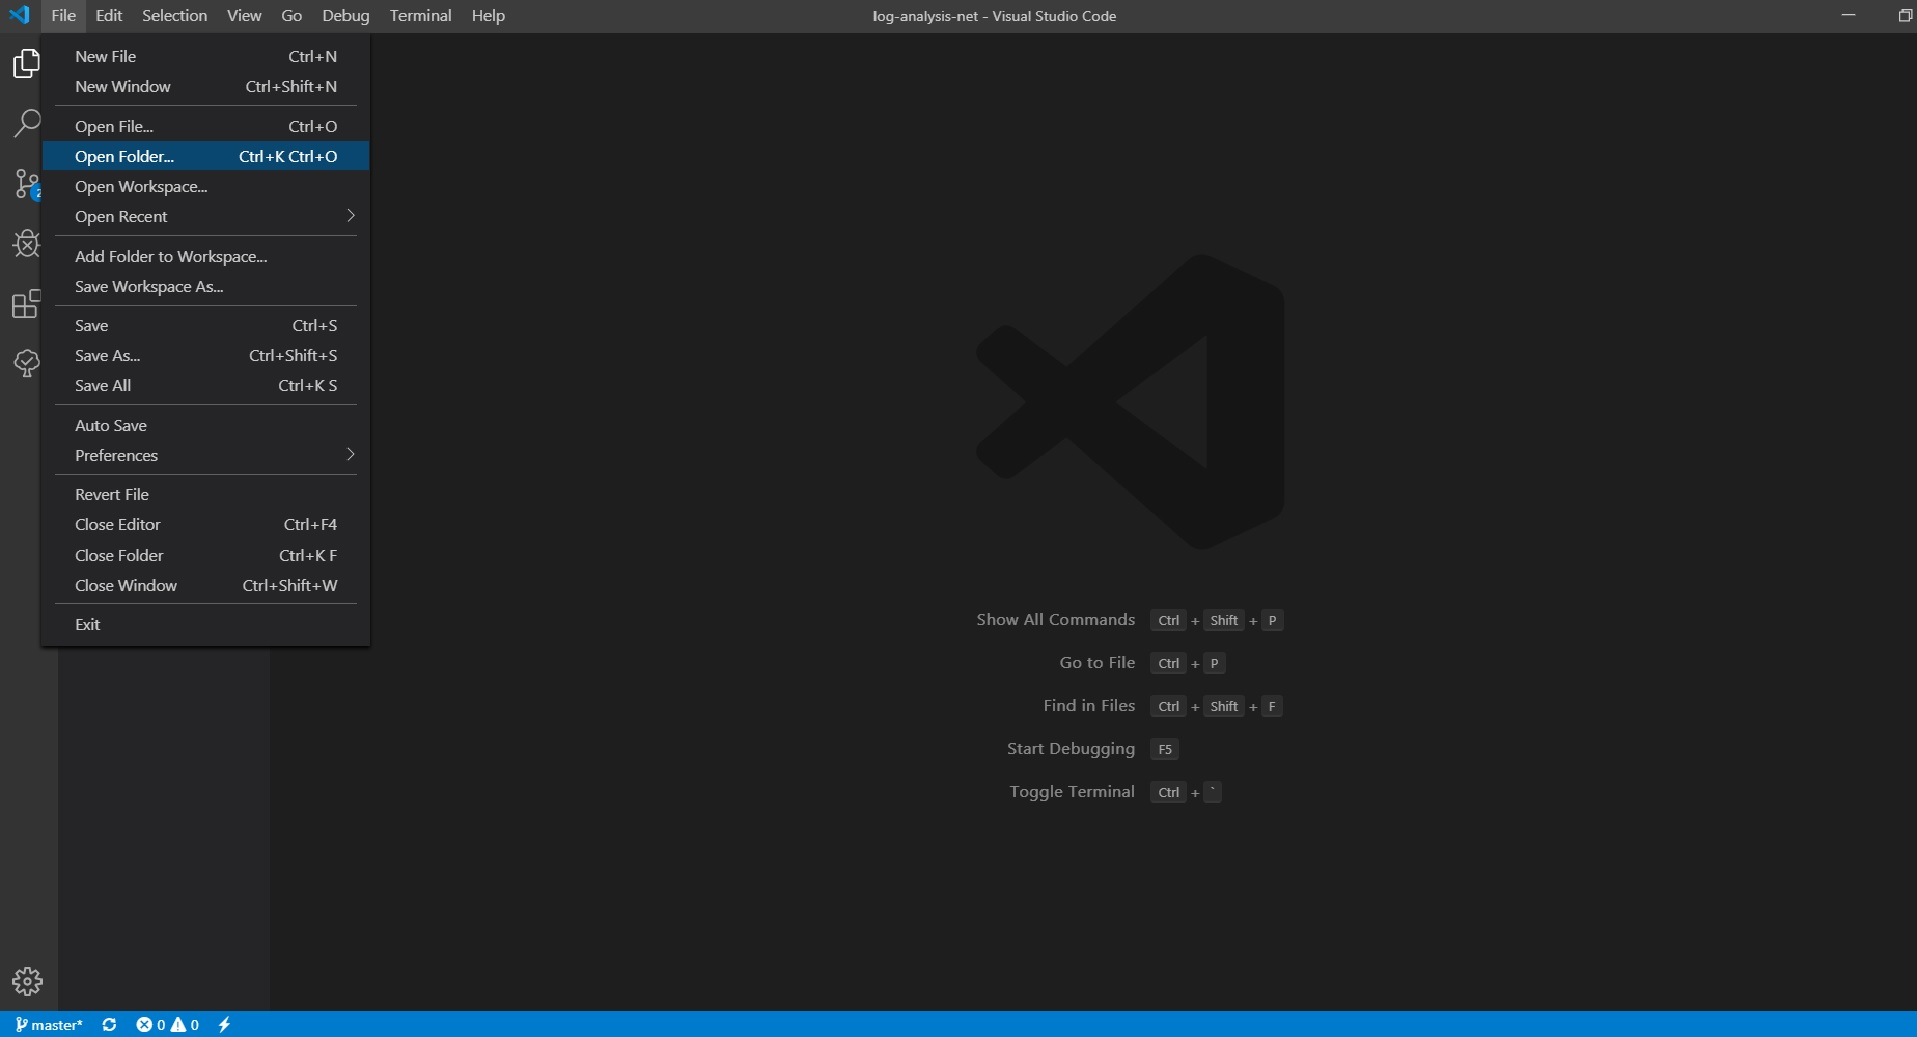 File Edit Selection View Go Debug Terminal Help log-analysis-net - Visual Studio Code
New File Ctrl+N
New Window Ctrl+Shift+N
Open File... Ctrl+O
Open Folder... Ctrl+K Ctrl+O
Open Workspace...
Open Recent
Add Folder to Workspace...
Save Workspace As...
Save Ctrl+S
Save As... Ctrl+Shift+S
Save All Ctrl+K S
Auto Save
Preferences
Revert File
Close Editor Ctrl+F4
Close Folder Ctrl+K F
Close Window Ctrl+Shift+W
Exit
Show All Commands Ctrl + Shift + P
Go to File Ctrl + P
Find in Files Ctrl + Shift + F
Start Debugging F5
Toggle Terminal Ctrl + `
master* 0 0